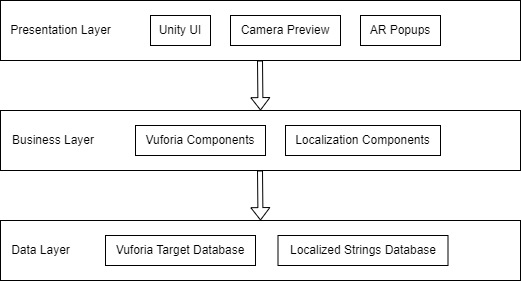 Presentation Layer
Unity UI
Camera Preview
AR Popups
Business Layer
Vuforia Components
Localization Components
Data Layer
Vuforia Target Database
Localized Strings Database